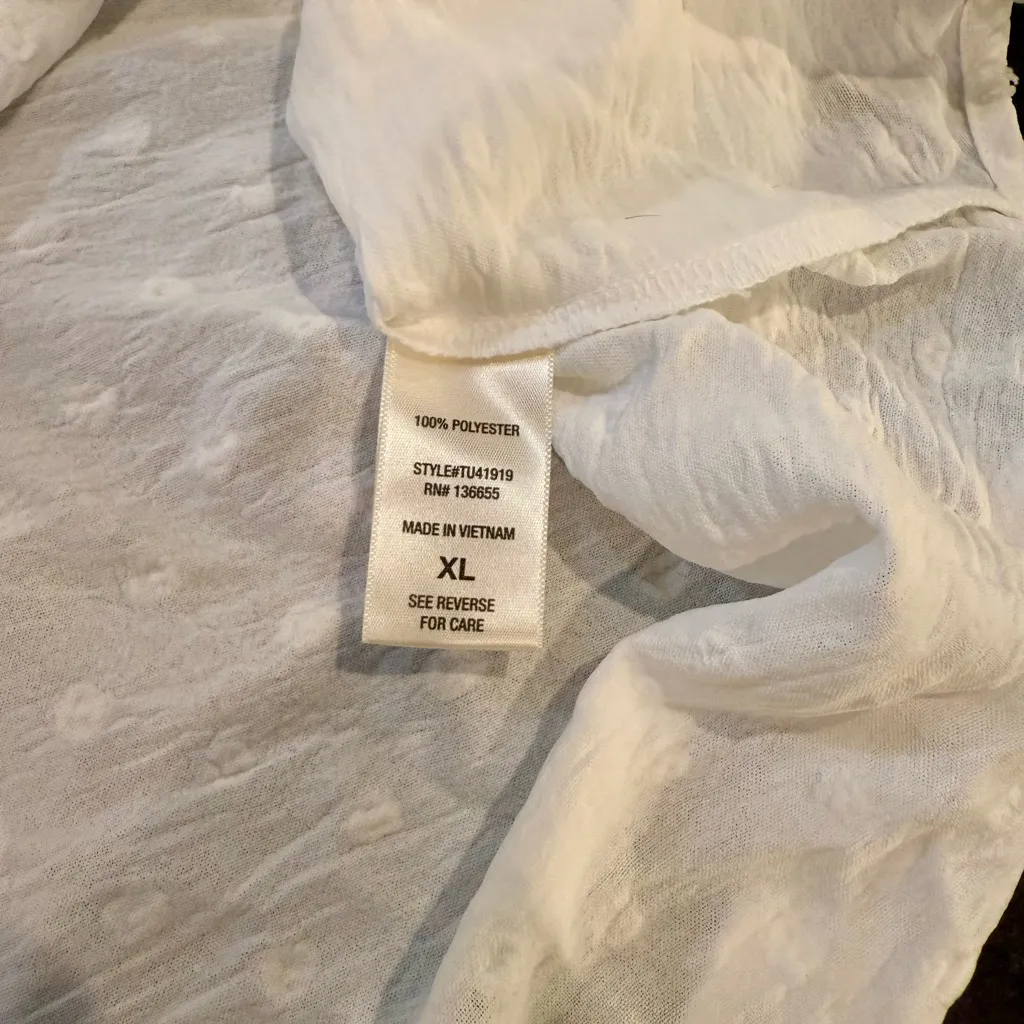 100% POLYESTER
STYLE#TU41919
RN# 136655
MADE IN VIETNAM
XL
SEE REVERSE
FOR CARE